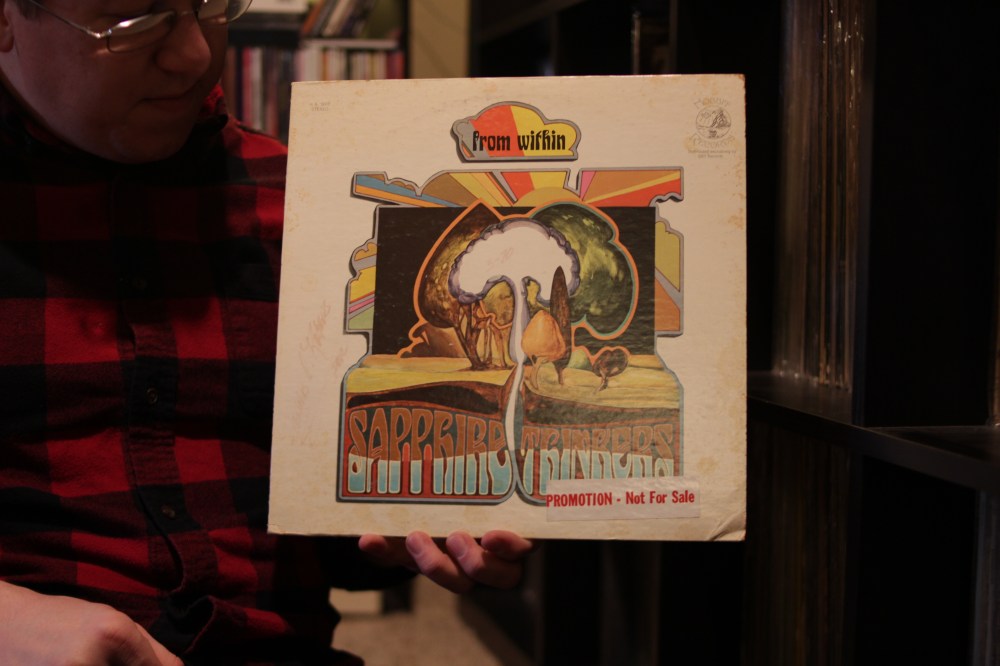 from within
SAPPHIRE THINKERS
PROMOTION - Not For Sale